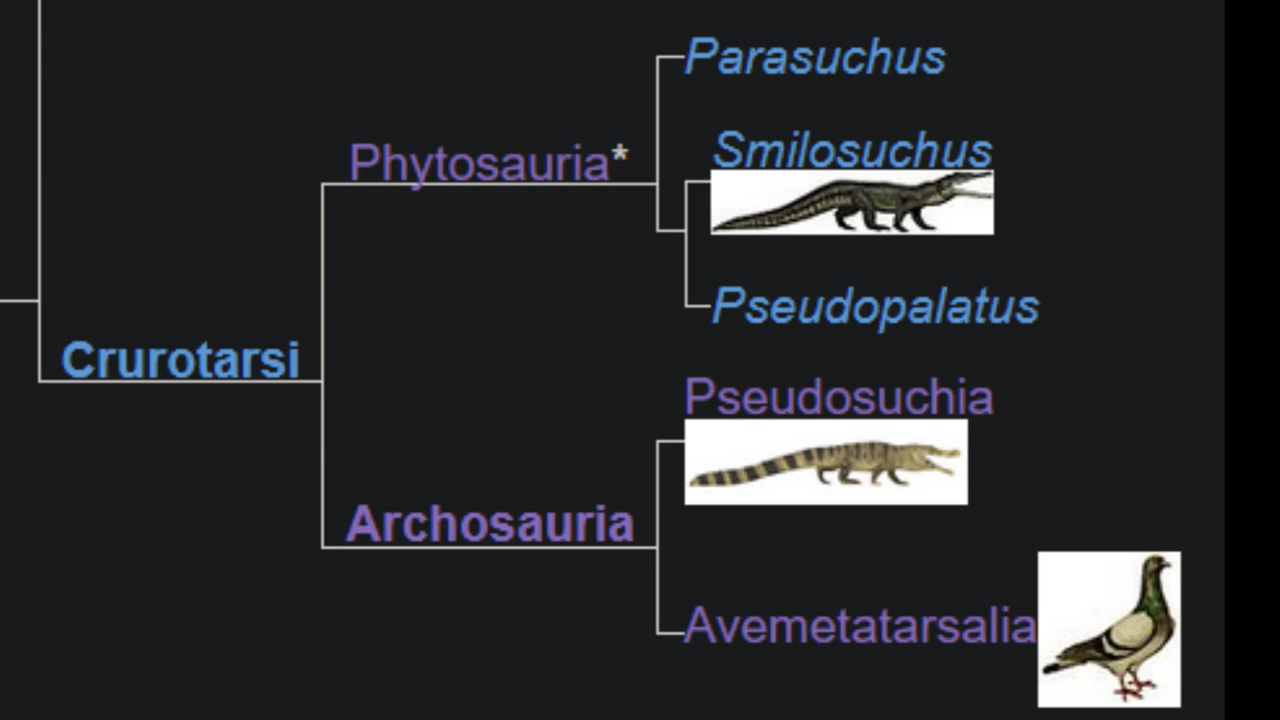 Parasuchus
Smilosuchus
Phytosauria*
Pseudopalatus
Crurotarsi
Pseudosuchia
Archosauria
Avemetatarsalia